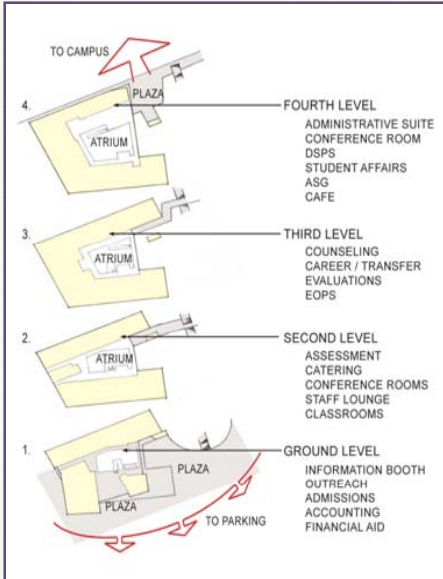 TO CAMPUS
PLAZA
4.
FOURTH LEVEL
ATRIUM
ADMINISTRATIVE SUITE
CONFERENCE ROOM
DSPS
STUDENT AFFAIRS
ASG
CAFE
3.
THIRD LEVEL
ATRIUM
COUNSELING
CAREER / TRANSFER
EVALUATIONS
EOPS
2.
SECOND LEVEL
ATRIUM
ASSESSMENT
CATERING
CONFERENCE ROOMS
STAFF LOUNGE
CLASSROOMS
1.
GROUND LEVEL
PLAZA
INFORMATION BOOTH
OUTREACH
ADMISSIONS
ACCOUNTING
FINANCIAL AID
PLAZA
TO PARKING